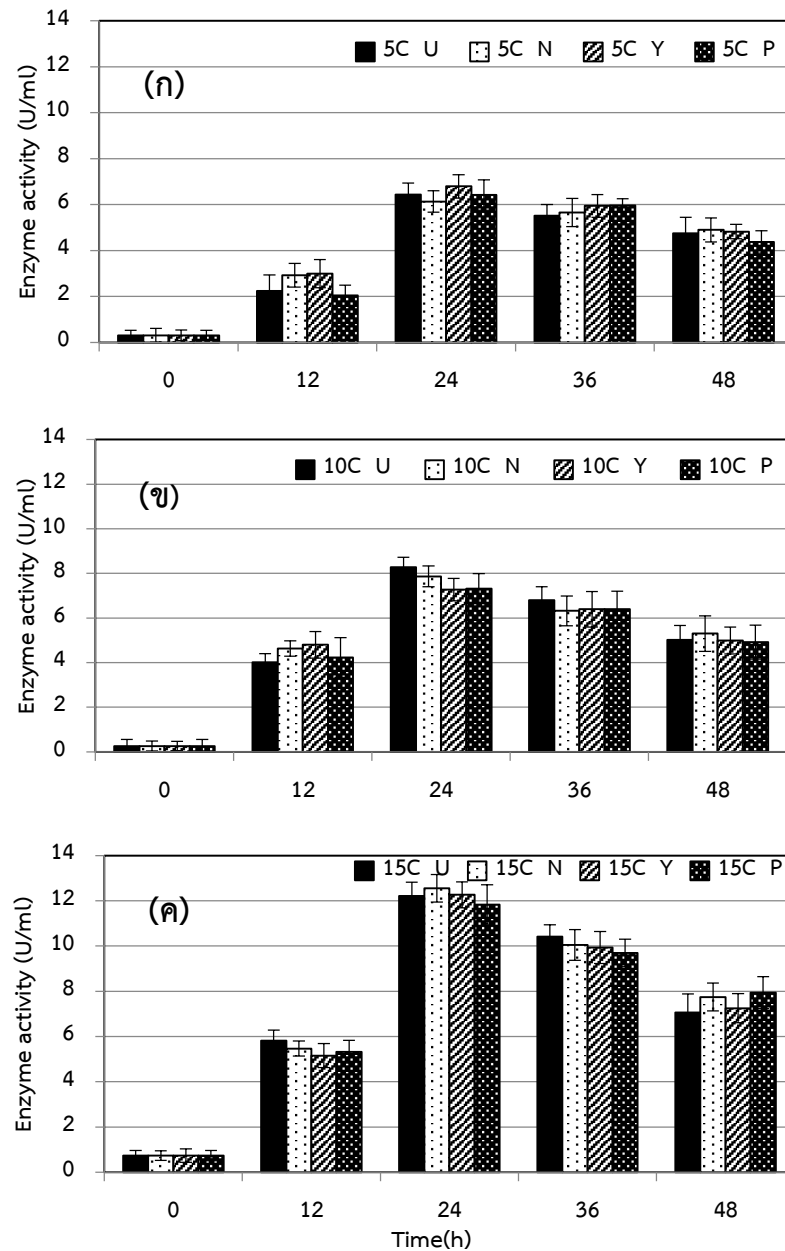 Enzyme activity (U/ml)
14
12
10
8
6
4
2
0
5C U 5C N 5C Y 5C P
(ก)
0 12 24 36 48
Enzyme activity (U/ml)
14
12
10
8
6
4
2
0
10C U 10C N 10C Y 10C P
(ข)
0 12 24 36 48
Enzyme activity (U/ml)
14
12
10
8
6
4
2
0
15C U 15C N 15C Y 15C P
(ค)
0 12 24 36 48
Time(h)